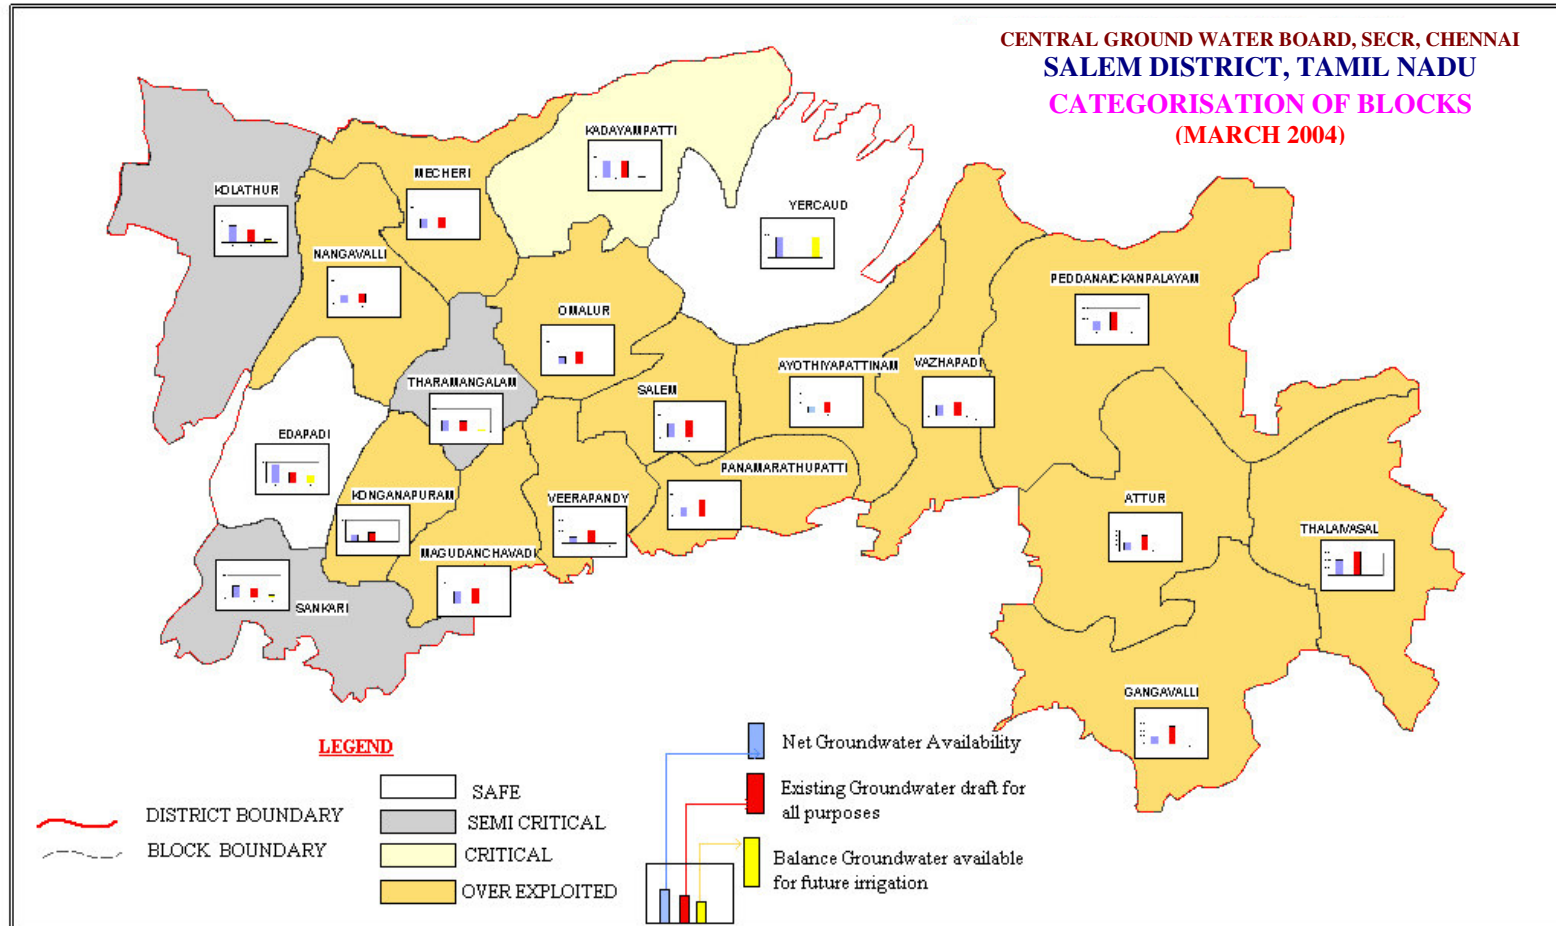 CENTRAL GROUND WATER BOARD, SECR, CHENNAI
SALEM DISTRICT, TAMIL NADU
CATEGORISATION OF BLOCKS
(MARCH 2004)
KADAYAMPATTI
MECHERI
KOLATHUR
YERCAUD
NANGAVALLI
PEDDANAICKANPALAYAM
OMALUR
AYOTHIYAPATTINAM
VAZHAPADI
THARAMANGALAM
SALEM
EDAPADI
PANAMARATHUPATTI
KONGANAPURAM
VEERAPANDY
ATTUR
THALAIVASAL
MAGUDANCHAVADI
SANKARI
GANGAVALLI
LEGEND
DISTRICT BOUNDARY
BLOCK BOUNDARY
SAFE
SEMI CRITICAL
CRITICAL
OVER EXPLOITED
Net Groundwater Availability
Existing Groundwater draft for
all purposes
Balance Groundwater available
for future irrigation